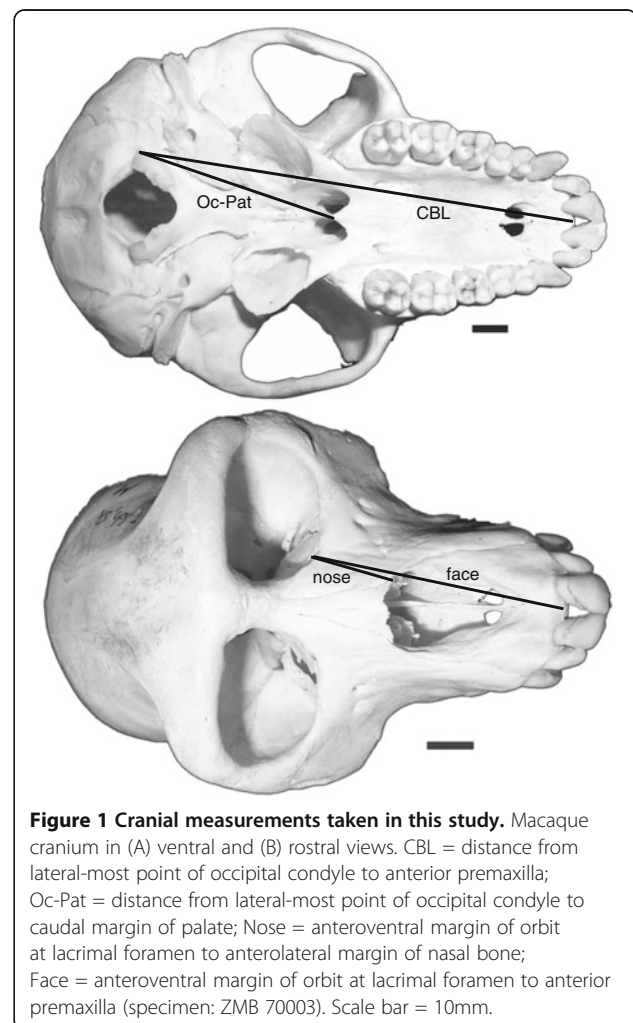 Oc-Pat
CBL
nose
face
Figure 1 Cranial measurements taken in this study. Macaque
cranium in (A) ventral and (B) rostral views. CBL = distance from
lateral-most point of occipital condyle to anterior premaxilla;
Oc-Pat = distance from lateral-most point of occipital condyle to
caudal margin of palate; Nose = anteroventral margin of orbit
at lacrimal foramen to anterolateral margin of nasal bone;
Face = anteroventral margin of orbit at lacrimal foramen to anterior
premaxilla (specimen: ZMB 70003). Scale bar = 10mm.